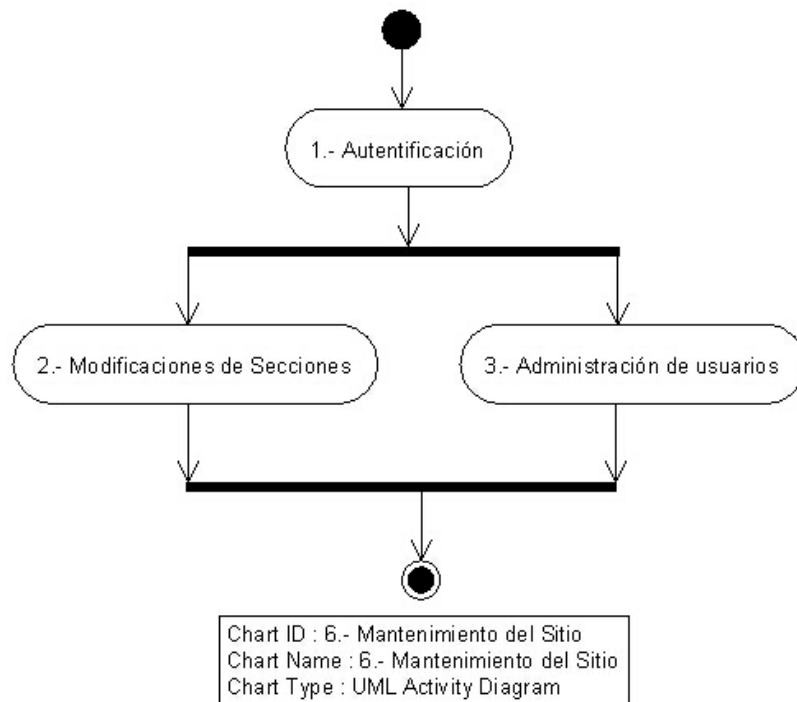 1.- Autentificación
2.- Modificaciones de Secciones
3.- Administración de usuarios
Chart ID : 6.- Mantenimiento del Sitio
Chart Name : 6.- Mantenimiento del Sitio
Chart Type : UML Activity Diagram